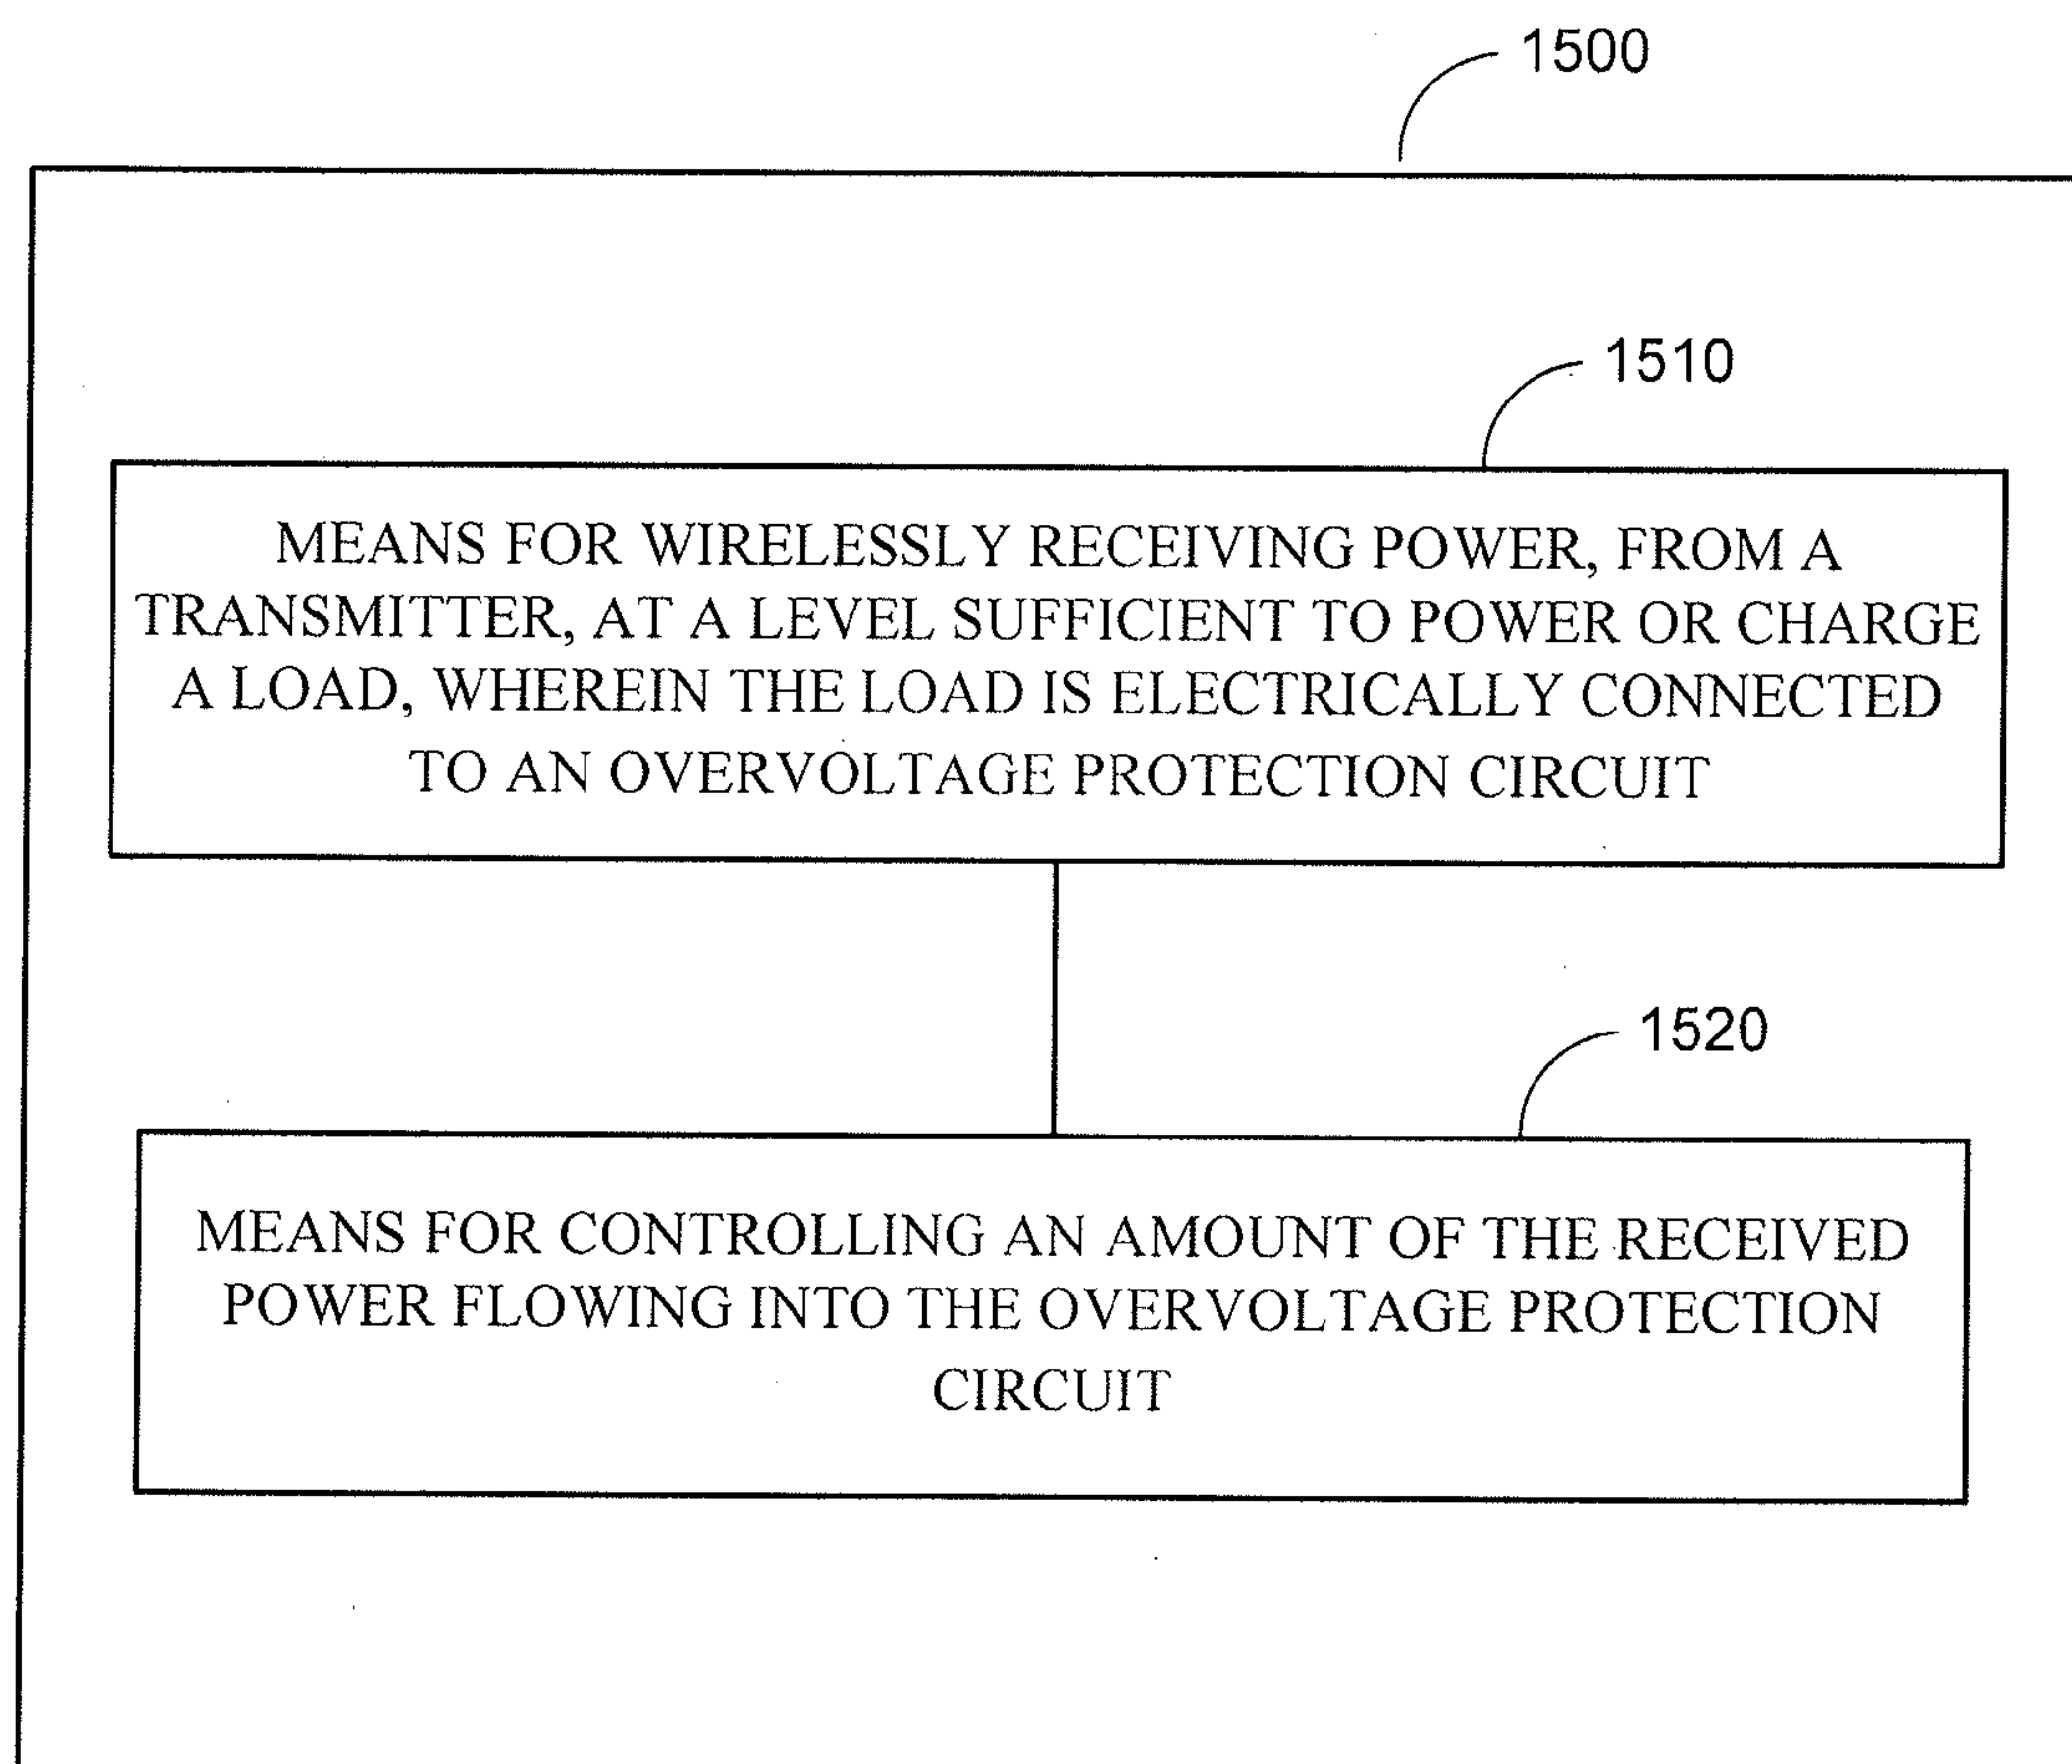 1500
1510
MEANS FOR WIRELESSLY RECEIVING POWER, FROM A
TRANSMITTER, AT A LEVEL SUFFICIENT TO POWER OR CHARGE
A LOAD, WHEREIN THE LOAD IS ELECTRICALLY CONNECTED
TO AN OVERVOLTAGE PROTECTION CIRCUIT
1520
MEANS FOR CONTROLLING AN AMOUNT OF THE RECEIVED
POWER FLOWING INTO THE OVERVOLTAGE PROTECTION
CIRCUIT